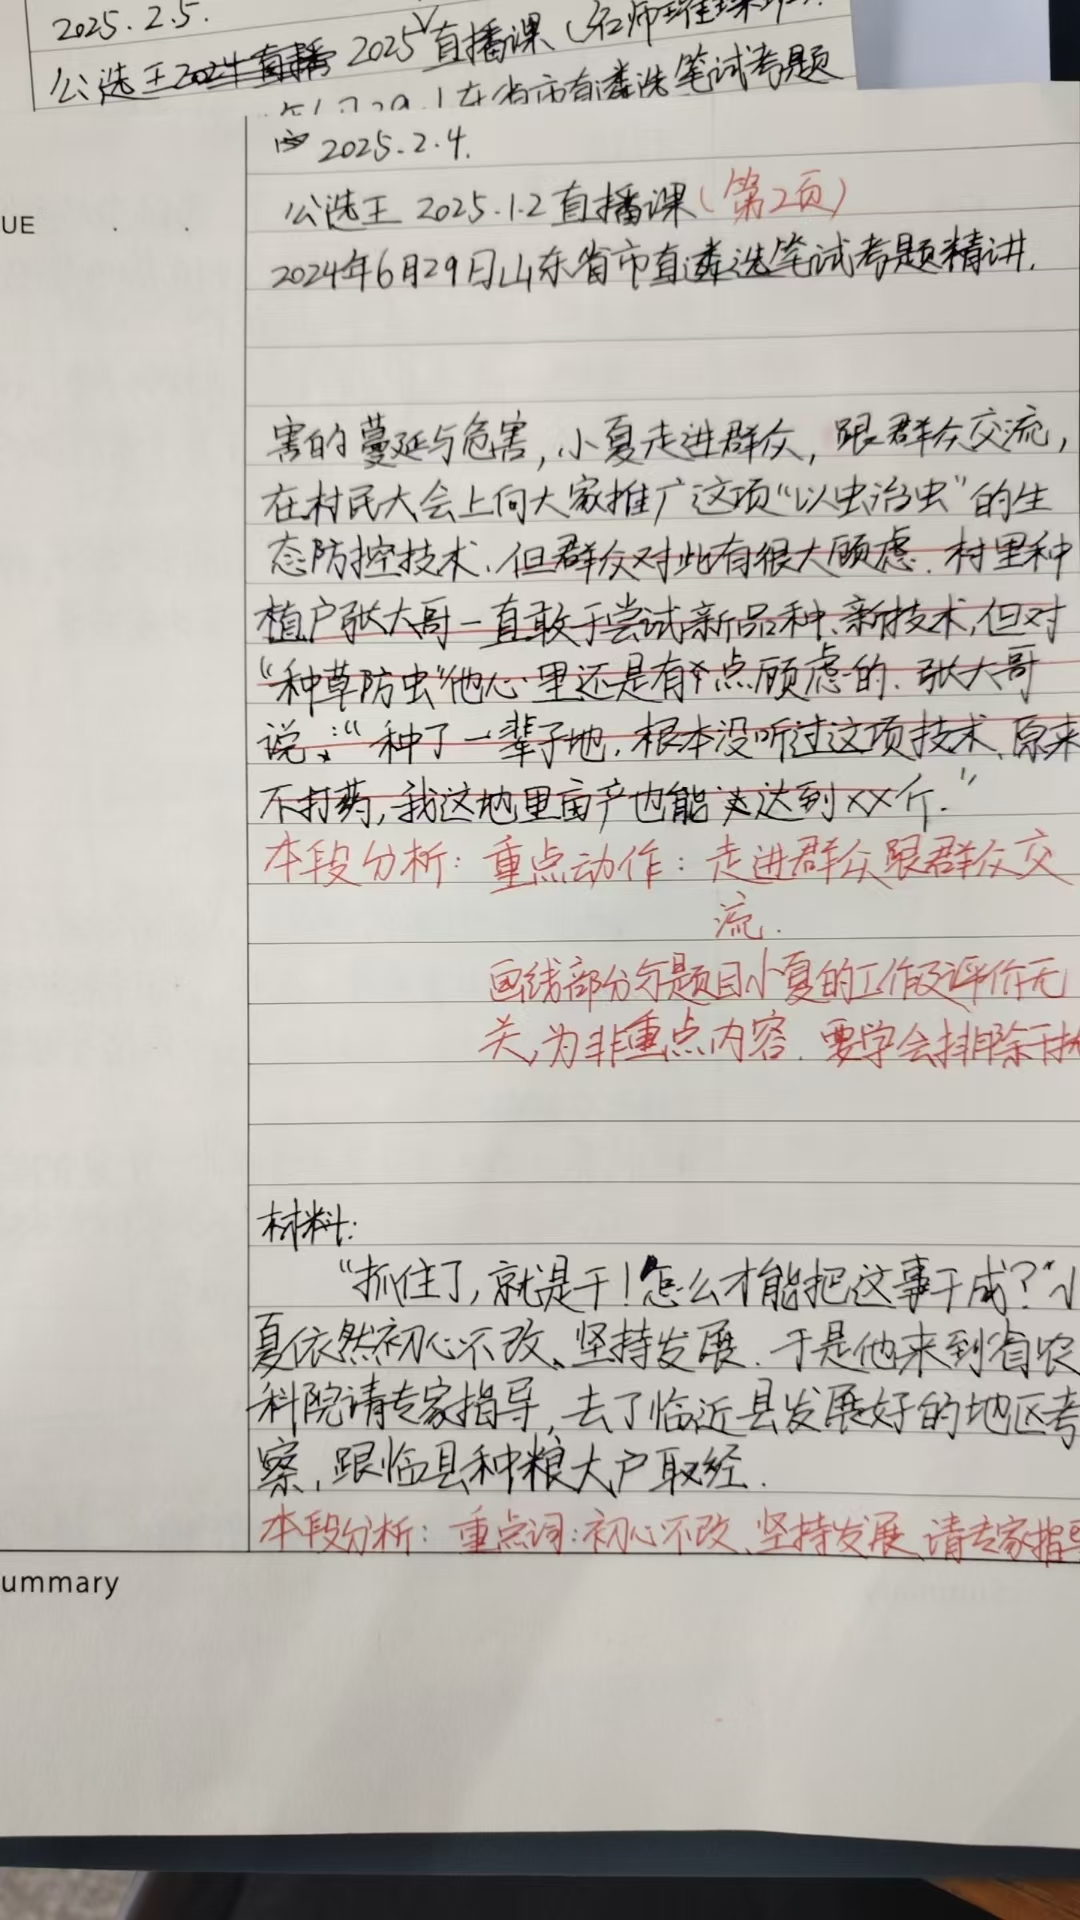 2025.2.5.
公选王2024直播 2025 直播课(名师
省市直遴选笔试考题
2025.2.4.
公选王 2025.1.2直播课(第2页)
2024年6月29日山东省市直遴选笔试考题精讲.
UE
害的蔓延与危害,小夏走进群众,跟群众交流,
在村民大会上向大家推广这项“以虫治虫”的生
态防控技术.但群众对此有很大顾虑.村里种
植户张大哥一直敢于尝试新品种、新技术,但对
“种草防虫”他心里还是有点顾虑的.张大哥
说:“种了一辈子地,根本没听过这项技术、原来
不打药,我这地里亩产也能达到XX斤.”
本段分析:重点动作:走进群众跟群众交
流.
画线部分与题目小夏的工作及评价无
关,为非重点内容.要学会排除干扰
材料:
“抓住了,就是干!怎么才能把这事干成?”小
夏依然初心不改、坚持发展.于是他来到省农
科院请专家指导,去了临近县发展好的地区考
察,跟临县种粮大户取经.
本段分析:重点词:初心不改、坚持发展、请专家指导
ummary